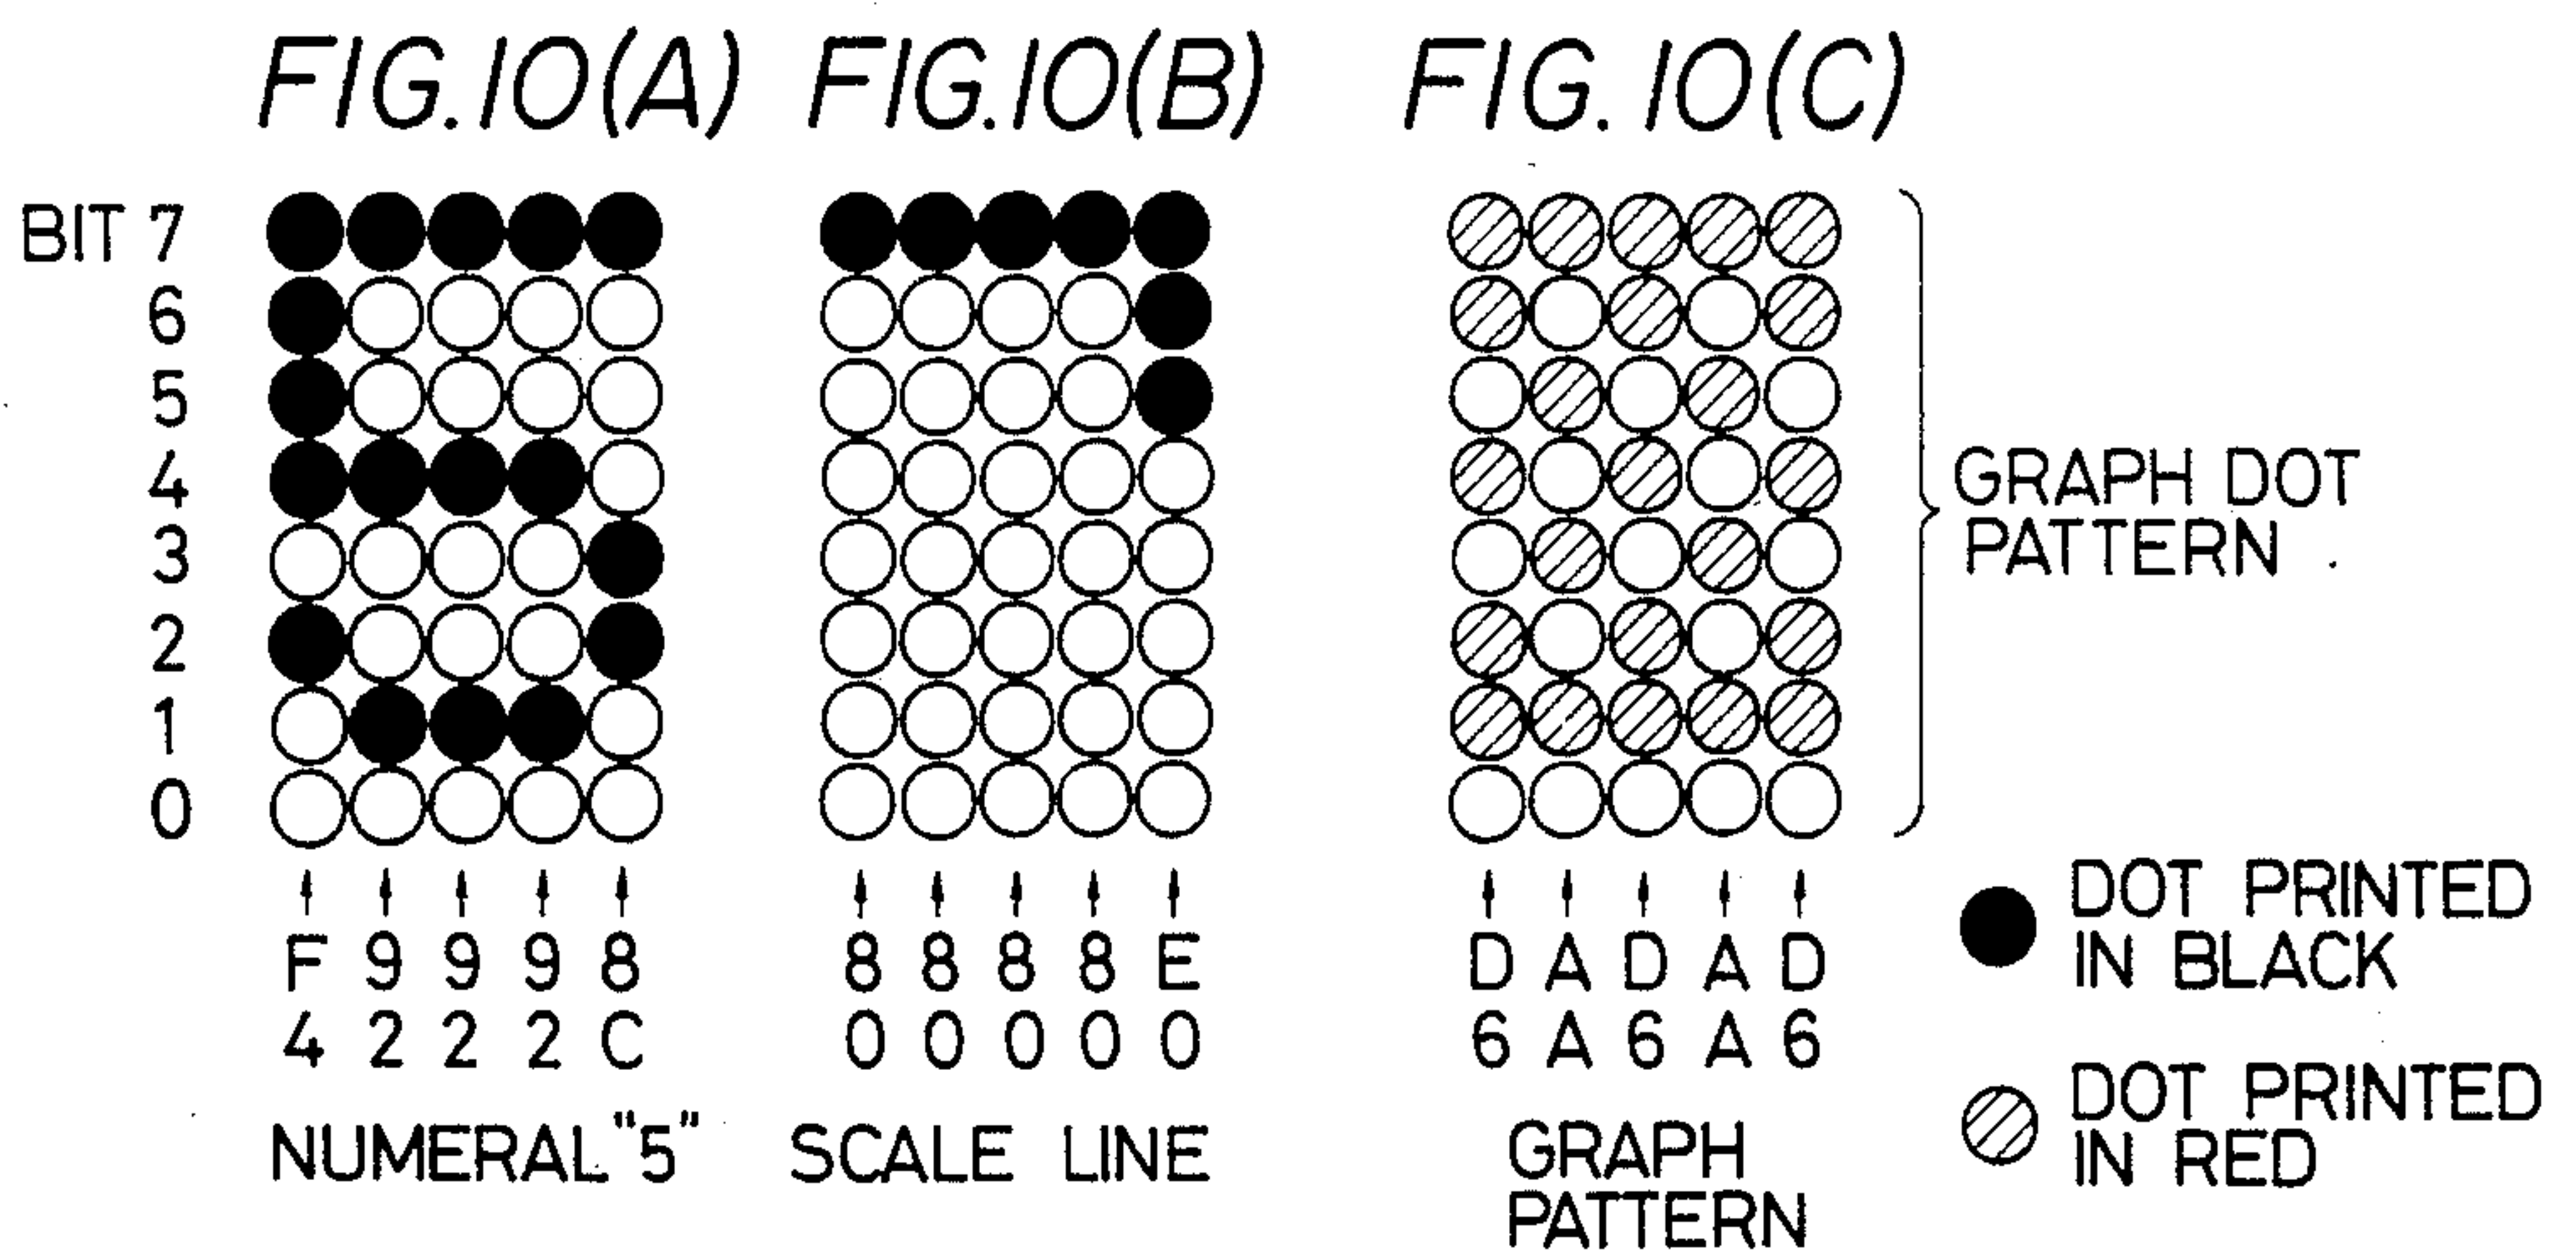 FIG.10(A) FIG.10(B) FIG.10(C)
BIT 7
6
5
4
3
2
1
0
GRAPH DOT
PATTERN
F 9 9 9 8
4 2 2 2 C
NUMERAL "5"
8 8 8 8 E
0 0 0 0 0
SCALE LINE
D A D A D
6 A 6 A 6
GRAPH
PATTERN
DOT PRINTED
IN BLACK
DOT PRINTED
IN RED